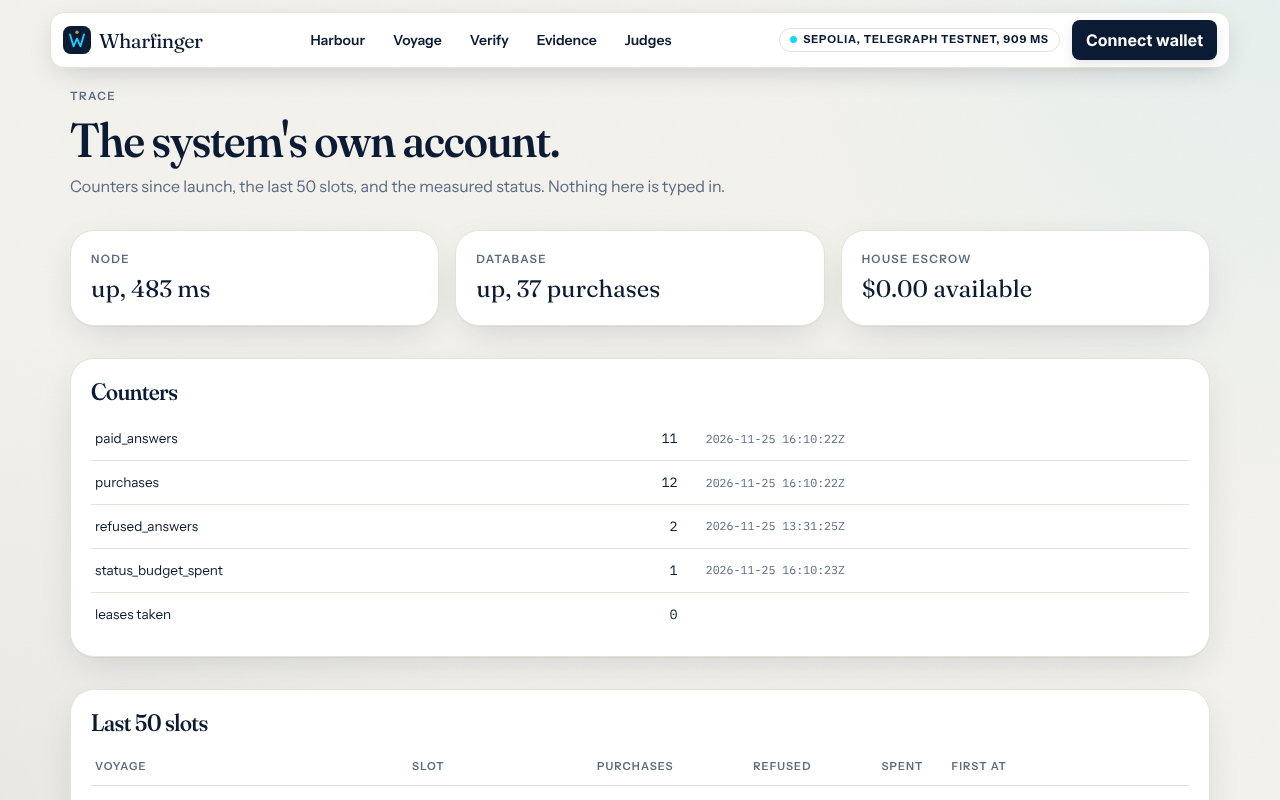 Wharfinger
Harbour Voyage Verify Evidence Judges
SEPOLIA, TELEGRAPH TESTNET, 909 MS
Connect wallet
TRACE
The system's own account.
Counters since launch, the last 50 slots, and the measured status. Nothing here is typed in.
NODE
up, 483 ms
DATABASE
up, 37 purchases
HOUSE ESCROW
$0.00 available
Counters
paid_answers 11 2026-11-25 16:10:22Z
purchases 12 2026-11-25 16:10:22Z
refused_answers 2 2026-11-25 13:31:25Z
status_budget_spent 1 2026-11-25 16:10:23Z
leases taken 0
Last 50 slots
VOYAGE SLOT PURCHASES REFUSED SPENT FIRST AT